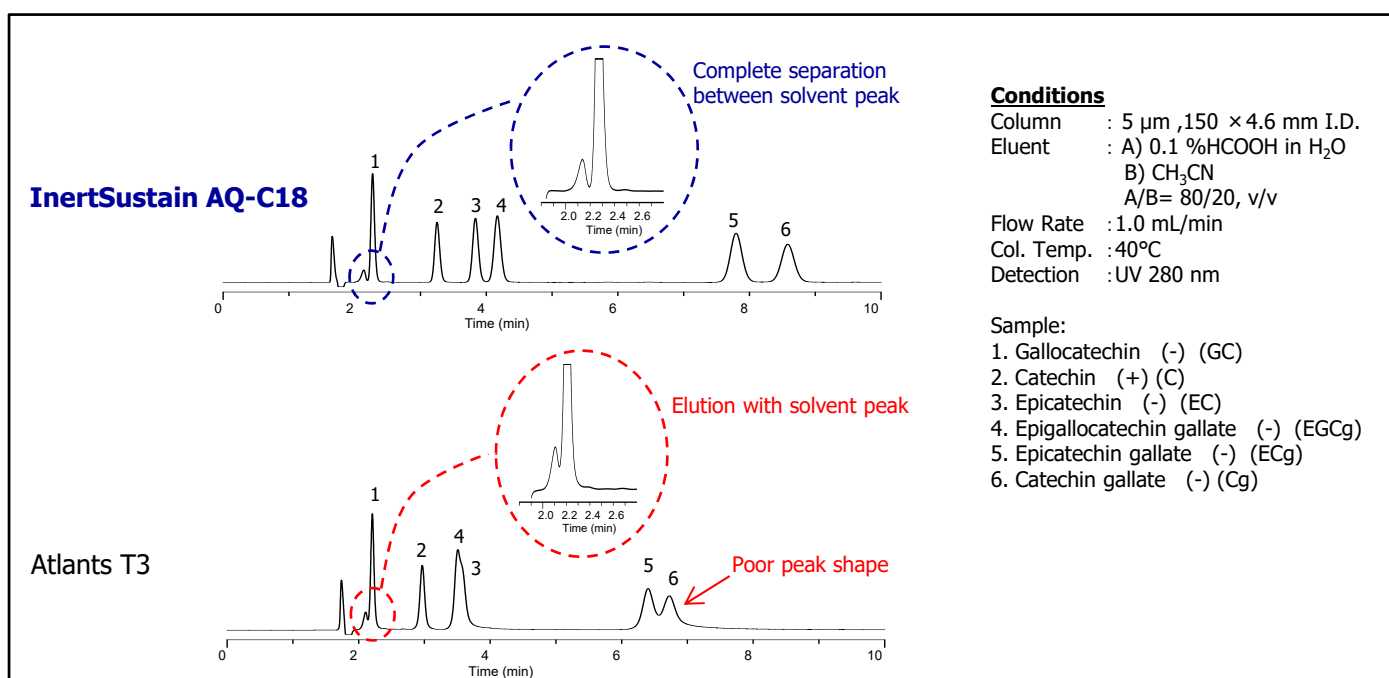 Complete separation
between solvent peak
2.0 2.2 2.4 2.6
Time (min)
InertSustain AQ-C18
1
2
3
4
5
6
0
2
4
6
8
10
Time (min)
Elution with solvent peak
2.0 2.2 2.4 2.6
Time (min)
Atlants T3
1
2
4
3
5
6
Poor peak shape
0
2
4
6
8
10
Time (min)
Conditions
Column : 5 µm ,150 ×4.6 mm I.D.
Eluent : A) 0.1 %HCOOH in H₂O
B) CH₃CN
A/B= 80/20, v/v
Flow Rate : 1.0 mL/min
Col. Temp. : 40°C
Detection : UV 280 nm
Sample:
1. Gallocatechin (-) (GC)
2. Catechin (+) (C)
3. Epicatechin (-) (EC)
4. Epigallocatechin gallate (-) (EGCg)
5. Epicatechin gallate (-) (ECg)
6. Catechin gallate (-) (Cg)